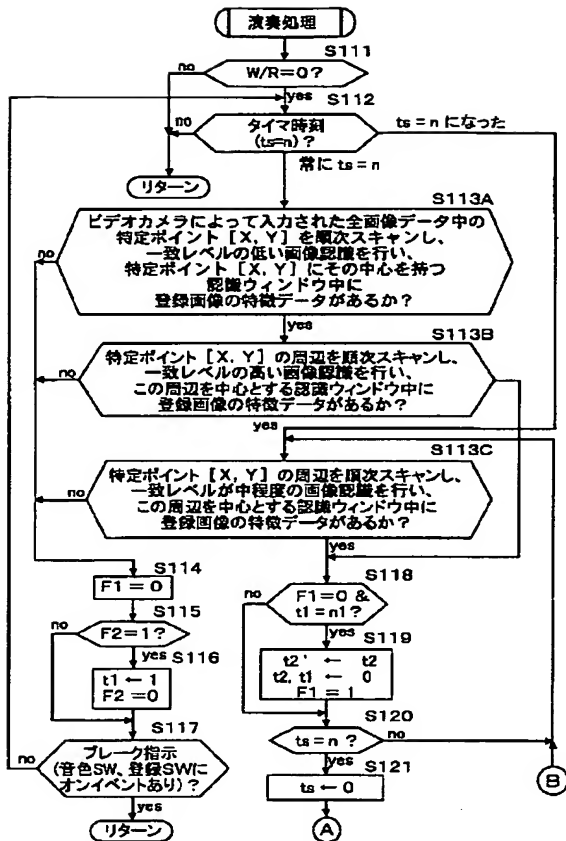 演奏処理
S111
W/R=0?
no
yes
S112
タイマ時刻
(ts=n)?
no
ts=nになった
常にts=n
リターン
S113A
ビデオカメラによって入力された全画像データ中の
特定ポイント[X, Y]を順次スキャンし、
一致レベルの低い画像認識を行い、
特定ポイント[X, Y]にその中心を持つ
認識ウィンドウ中に
登録画像の特徴データがあるか?
yes
S113B
特定ポイント[X, Y]の周辺を順次スキャンし、
一致レベルの高い画像認識を行い、
この周辺を中心とする認識ウィンドウ中に
登録画像の特徴データがあるか?
no
yes
S113C
特定ポイント[X, Y]の周辺を順次スキャンし、
一致レベルが中程度の画像認識を行い、
この周辺を中心とする認識ウィンドウ中に
登録画像の特徴データがあるか?
no
yes
S114
F1=0
S115
F2=1?
no
yes
S116
t1 ← 1
F2=0
S117
ブレーク指示
(音色SW、登録SWに
オンイベントあり)?
no
yes
リターン
S118
F1=0 &
t1=n1?
no
yes
S119
t2' ← t2
t2, t1 ← 0
F1=1
S120
ts=n?
no
yes
S121
ts ← 0
A
B